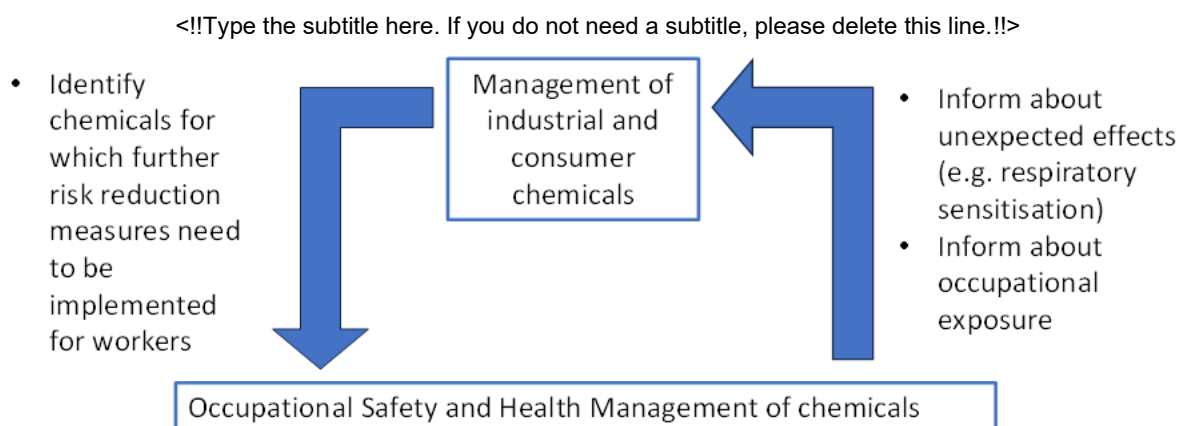 <!!Type the subtitle here. If you do not need a subtitle, please delete this line.!!>
• Identify
chemicals for
which further
risk reduction
measures need
to be
implemented
for workers
Management of
industrial and
consumer
chemicals
• Inform about
unexpected effects
(e.g. respiratory
sensitisation)
• Inform about
occupational
exposure
Occupational Safety and Health Management of chemicals